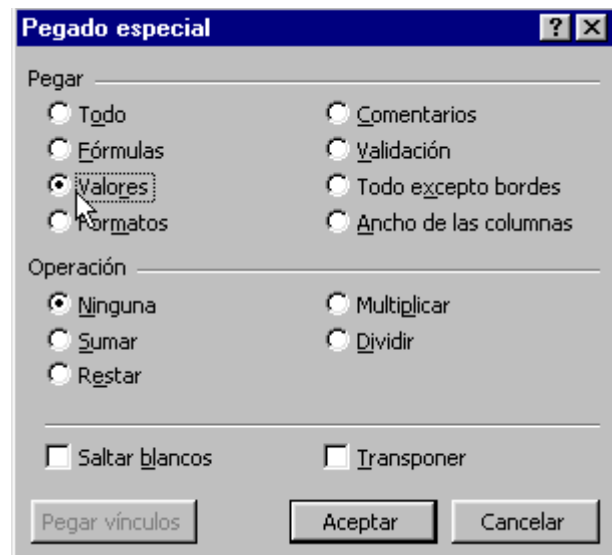 Pegado especial
Pegar
Todo
Comentarios
Fórmulas
Validación
Valores
Todo excepto bordes
Formatos
Ancho de las columnas
Operación
Ninguna
Multiplicar
Sumar
Dividir
Restar
Saltar blancos
Transponer
Pegar vínculos
Aceptar
Cancelar